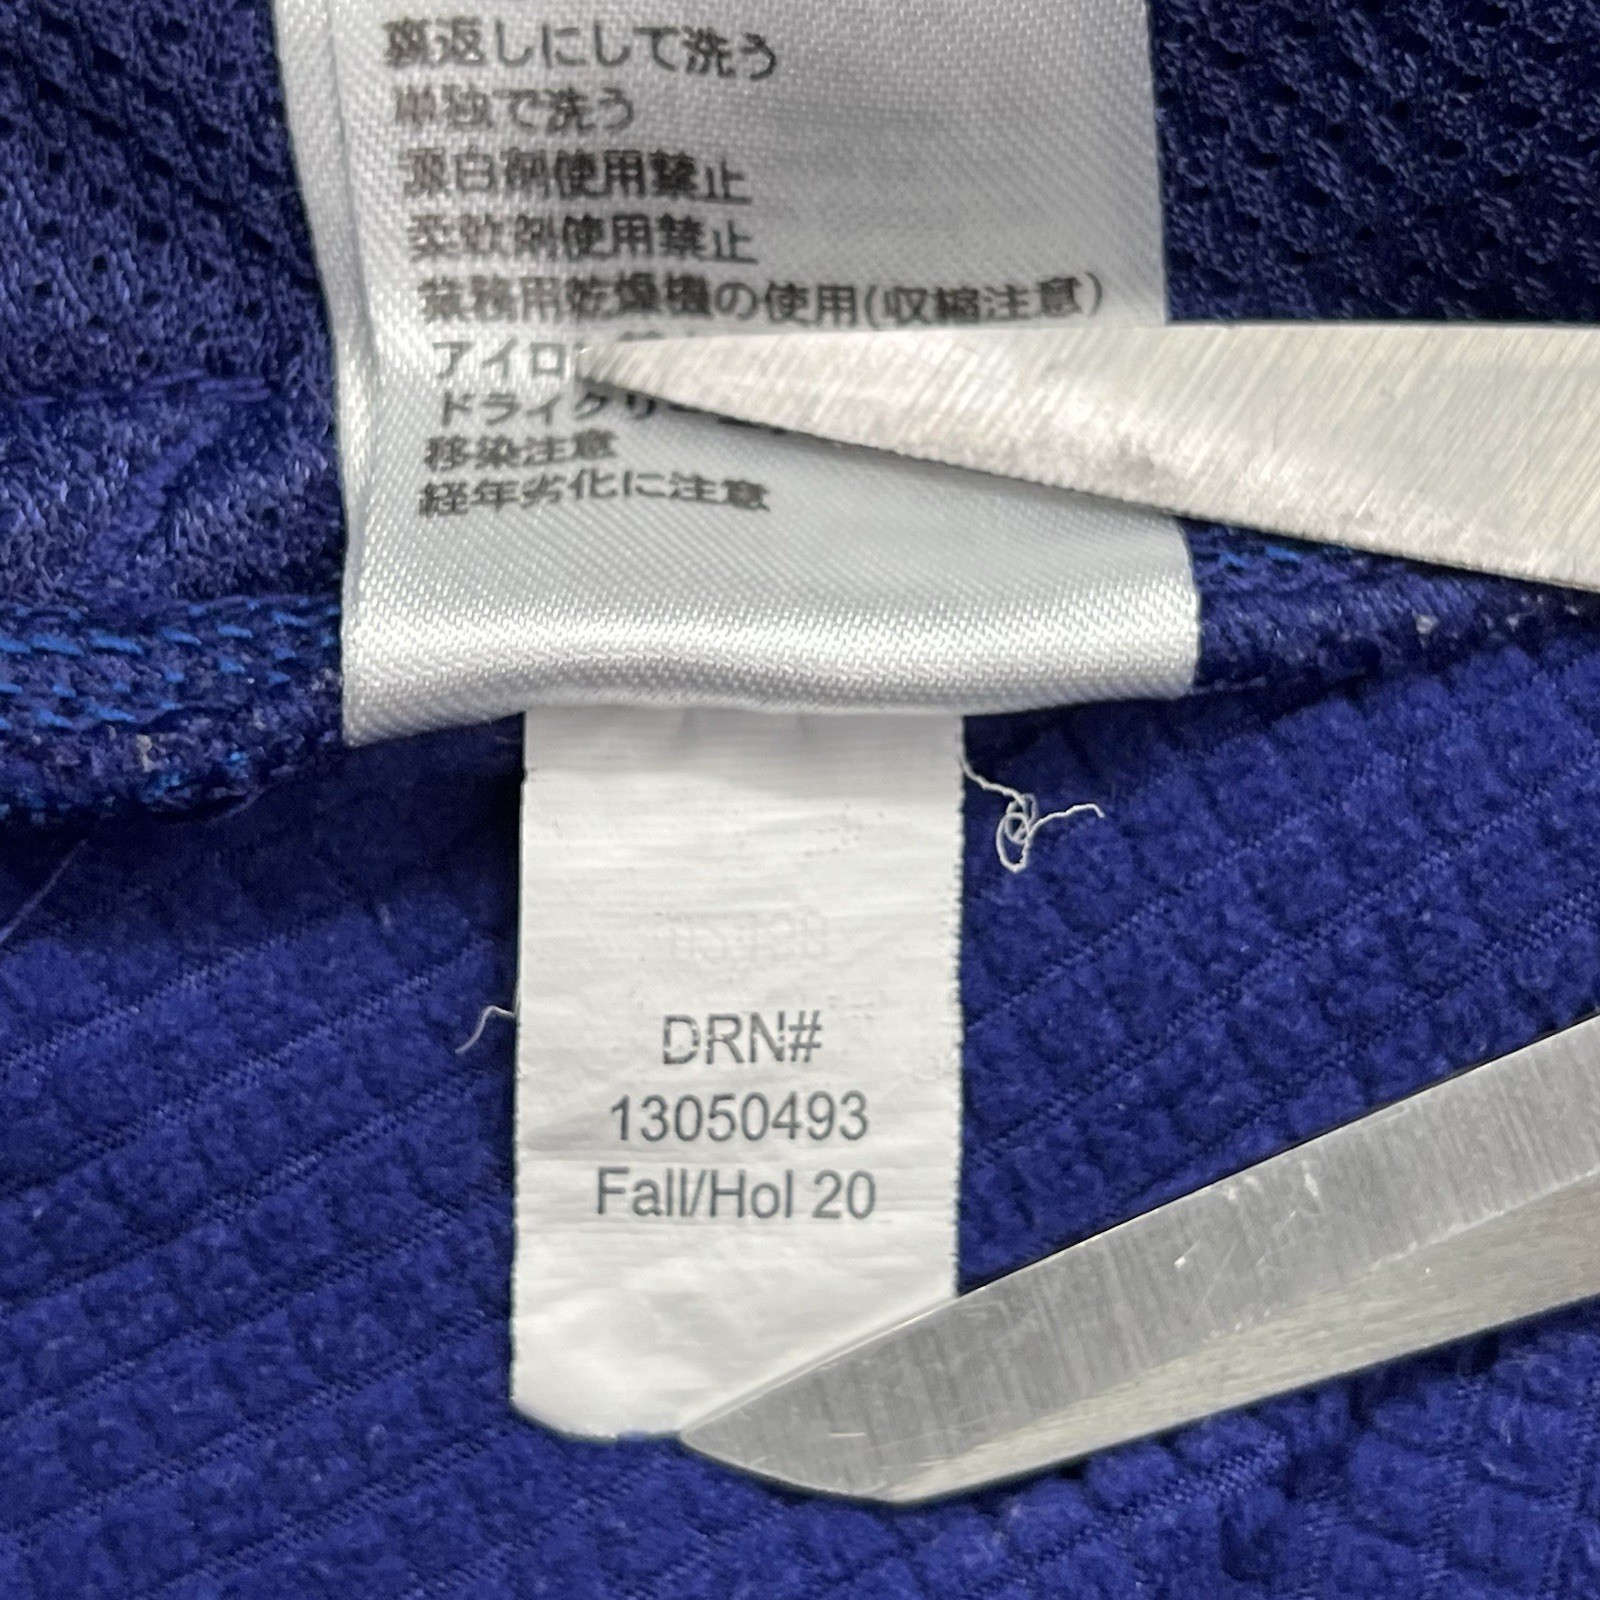 裏返しにして洗う
単独で洗う
漂白剤使用禁止
柔軟剤使用禁止
業務用乾燥機の使用(収縮注意)
アイロ
ドライクリー
移染注意
経年劣化に注意
DRN#
13050493
Fall/Hol 20